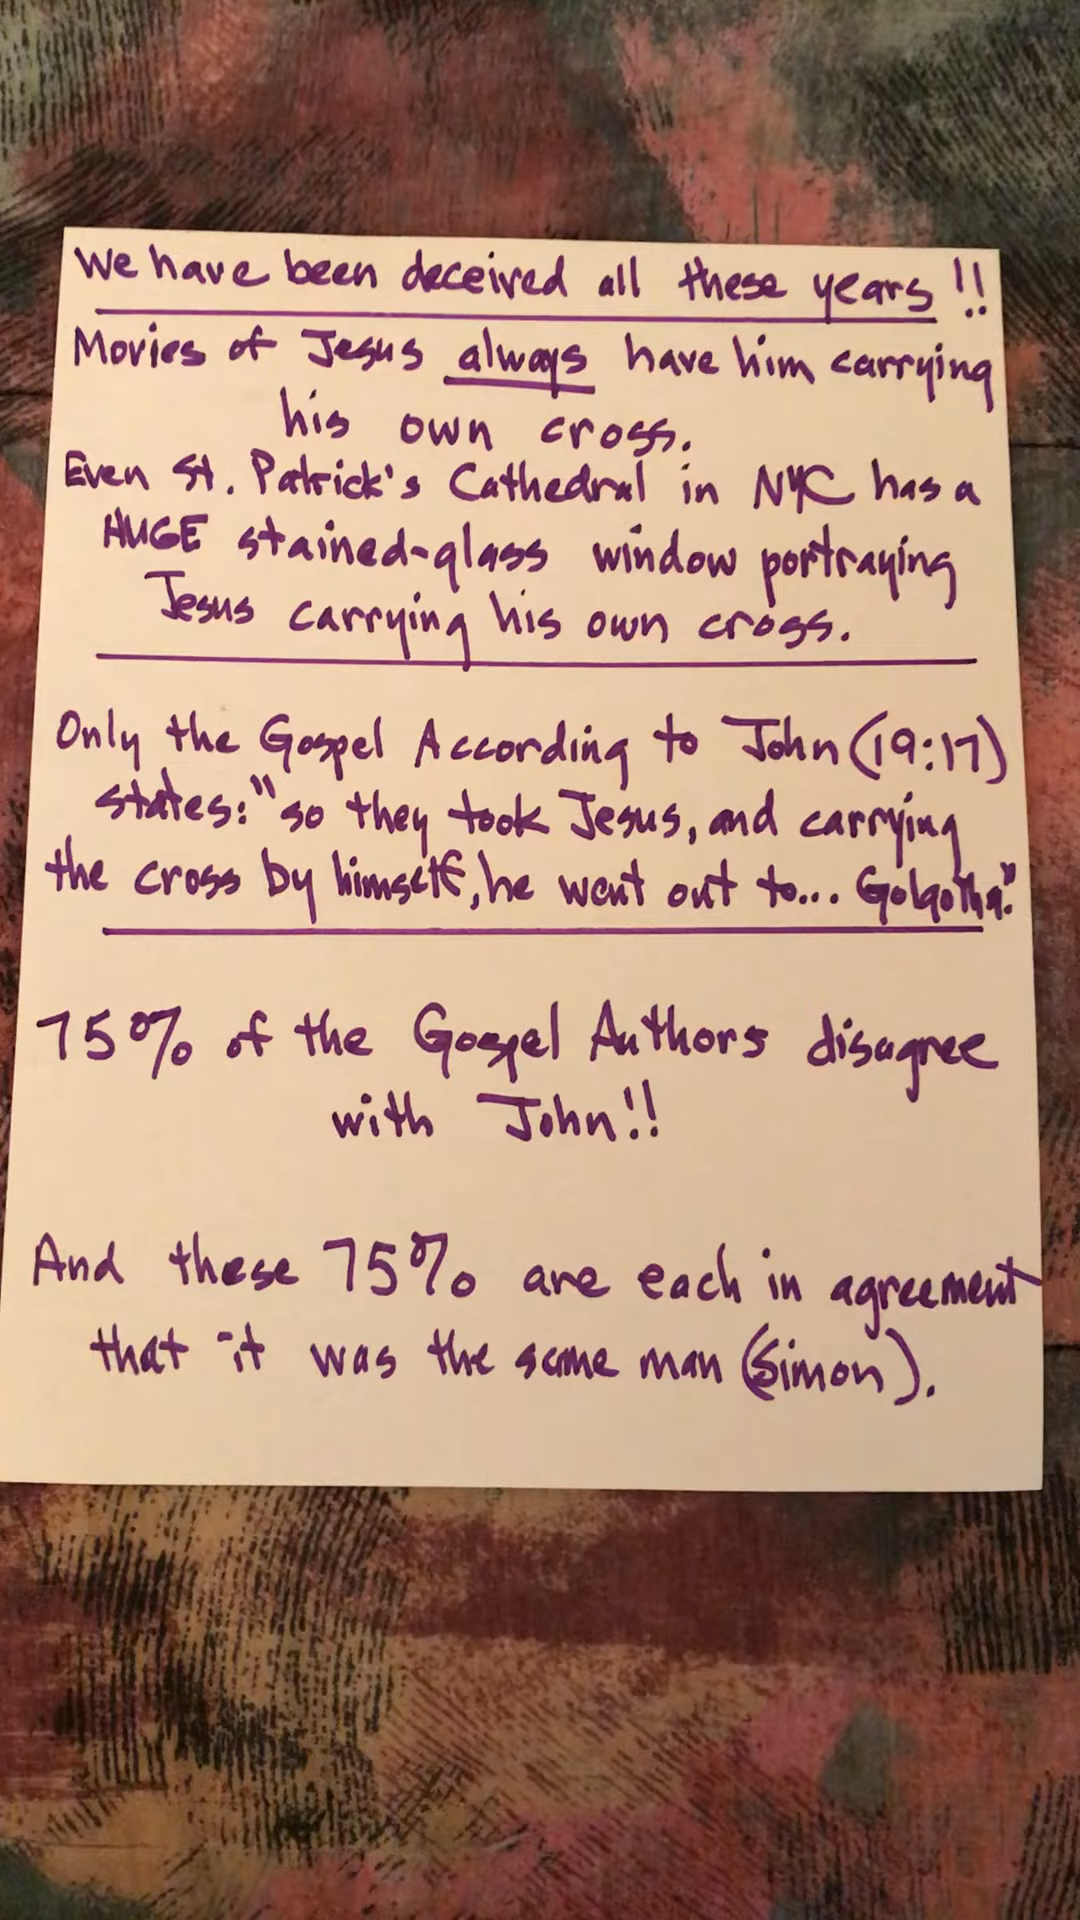 We have been deceived all these years!!
Movies of Jesus always have him carrying
his own cross.
Even St. Patrick's Cathedral in NYC has a
HUGE stained-glass window portraying
Jesus carrying his own cross.
Only the Gospel According to John (19:17)
states: "so they took Jesus, and carrying
the cross by himself, he went out to... Golgotha."
75% of the Gospel Authors disagree
with John!!
And these 75% are each in agreement
that it was the same man (Simon).